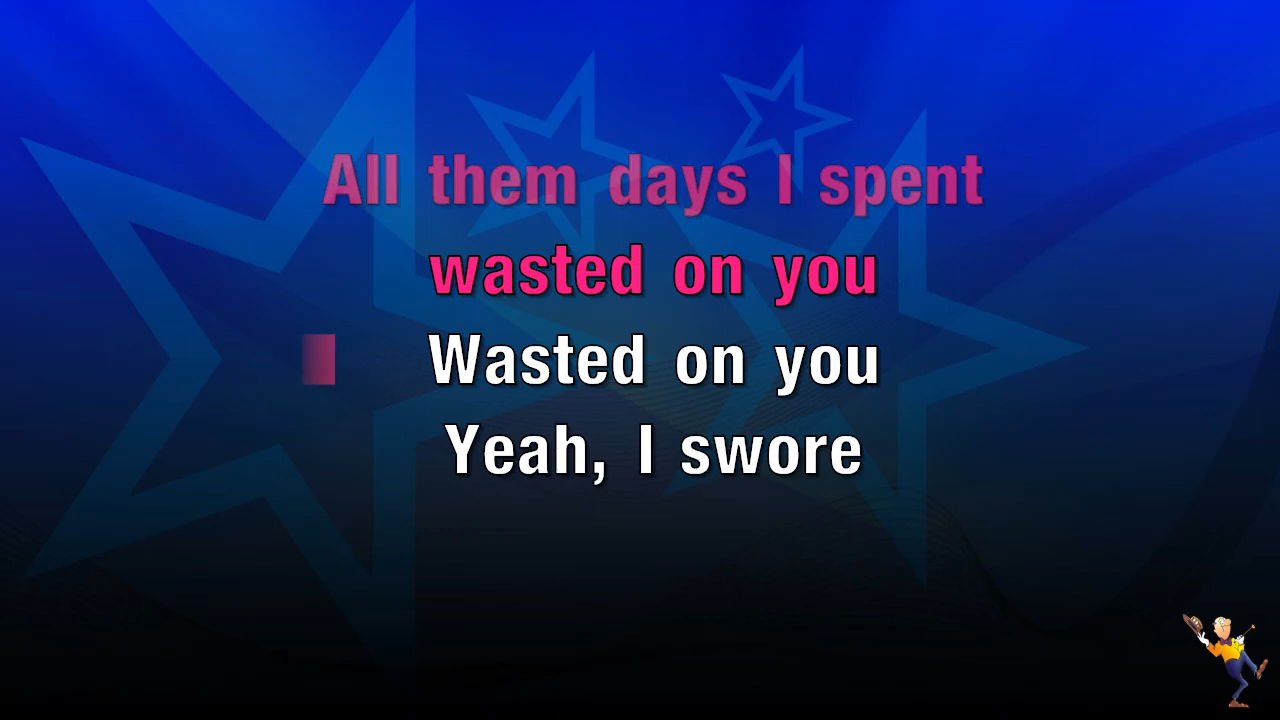 All them days I spent
wasted on you
Wasted on you
Yeah, I swore